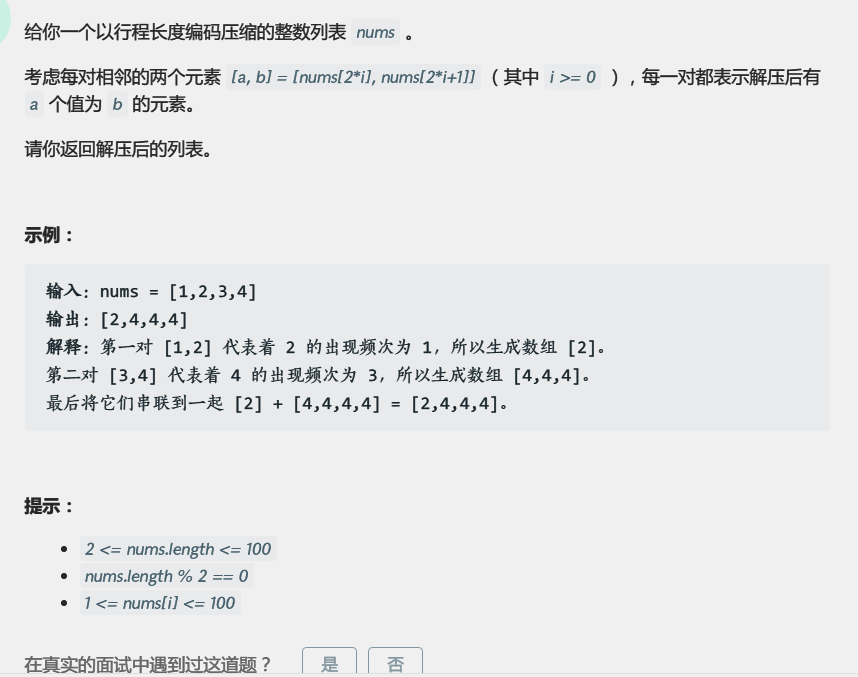 给你一个以行程长度编码压缩的整数列表 nums 。
考虑每对相邻的两个元素 [a, b] = [nums[2*i], nums[2*i+1]] （ 其中 i >= 0 ） ，每一对都表示解压后有
a 个值为 b 的元素。
请你返回解压后的列表。
示例：
输入: nums = [1,2,3,4]
输出: [2,4,4,4]
解释: 第一对 [1,2] 代表着 2 的出现频次为 1，所以生成数组 [2]。
第二对 [3,4] 代表着 4 的出现频次为 3，所以生成数组 [4,4,4]。
最后将它们串联到一起 [2] + [4,4,4,4] = [2,4,4,4]。
提示：
• 2 <= nums.length <= 100
• nums.length % 2 == 0
• 1 <= nums[i] <= 100
在真实的面试中遇到过这道题？ 是 否